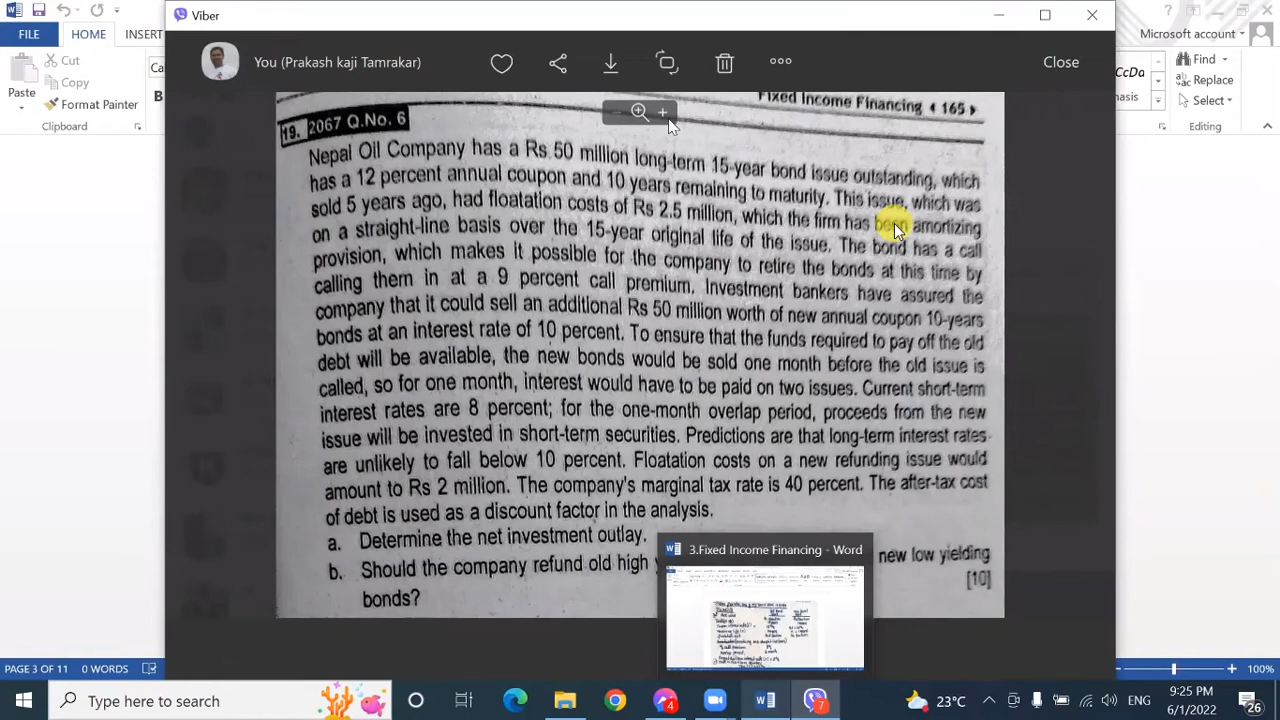 Viber
FILE
HOME
INSERT
Microsoft account
You (Prakash kaji Tamrakar)
Close
Cut
Copy
Format Painter
Paste
Clipboard
Find
Replace
Select
Editing
Fixed Income Financing 165
19. 2067 Q.No. 6
Nepal Oil Company has a Rs 50 million long-term 15-year bond issue outstanding, which
has a 12 percent annual coupon and 10 years remaining to maturity. This issue, which was
sold 5 years ago, had floatation costs of Rs 2.5 million, which the firm has been amortizing
on a straight-line basis over the 15-year original life of the issue. The bond has a call
provision, which makes it possible for the company to retire the bonds at this time by
calling them in at a 9 percent call premium. Investment bankers have assured the
company that it could sell an additional Rs 50 million worth of new annual coupon 10-years
bonds at an interest rate of 10 percent. To ensure that the funds required to pay off the old
debt will be available, the new bonds would be sold one month before the old issue is
called, so for one month, interest would have to be paid on two issues. Current short-term
interest rates are 8 percent; for the one-month overlap period, proceeds from the new
issue will be invested in short-term securities. Predictions are that long-term interest rates
are unlikely to fall below 10 percent. Floatation costs on a new refunding issue would
amount to Rs 2 million. The company's marginal tax rate is 40 percent. The after-tax cost
of debt is used as a discount factor in the analysis.
a. Determine the net investment outlay.
b. Should the company refund old high
new low yielding
bonds?
[10]
3.Fixed Income Financing - Word
PAGE 3 OF 3
0 WORDS
100%
Type here to search
4
7
23°C
ENG
9:25 PM
6/1/2022
26